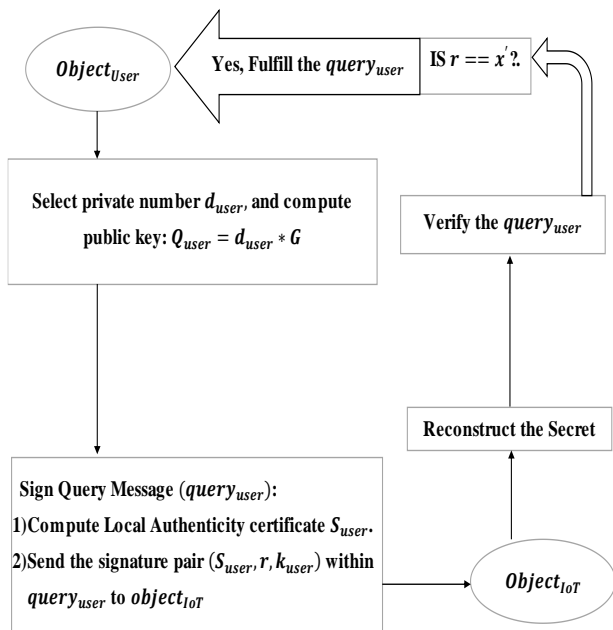 Object_User
Select private number d_user, and compute
public key: Q_user = d_user * G
Sign Query Message (query_user):
1)Compute Local Authenticity certificate S_user.
2)Send the signature pair (S_user, r, k_user) within
query_user to object_IoT
Object_IoT
Reconstruct the Secret
Verify the query_user
IS r == x′?.
Yes, Fulfill the query_user